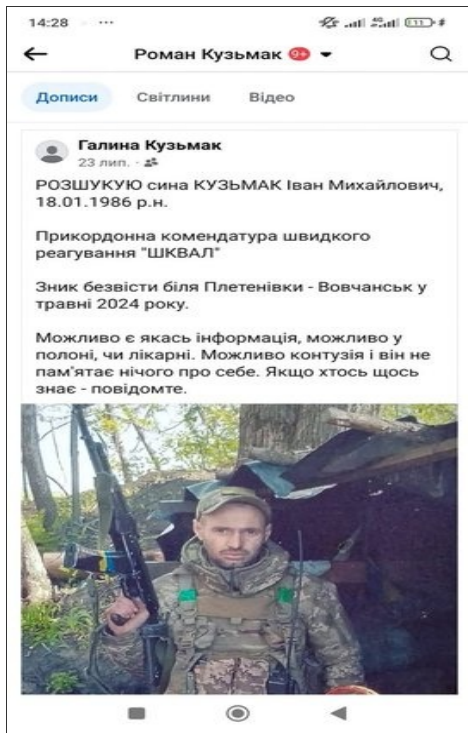 14:28 ...
Роман Кузьмак 9+
Дописи Світлини Відео
Галина Кузьмак
23 лип. ·
РОЗШУКУЮ сина КУЗЬМАК Іван Михайлович,
18.01.1986 р.н.
Прикордонна комендатура швидкого
реагування "ШКВАЛ"
Зник безвісти біля Плетенівки - Вовчанськ у
травні 2024 року.
Можливо є якась інформація, можливо у
полоні, чи лікарні. Можливо контузія і він не
пам'ятає нічого про себе. Якщо хтось щось
знає - повідомте.